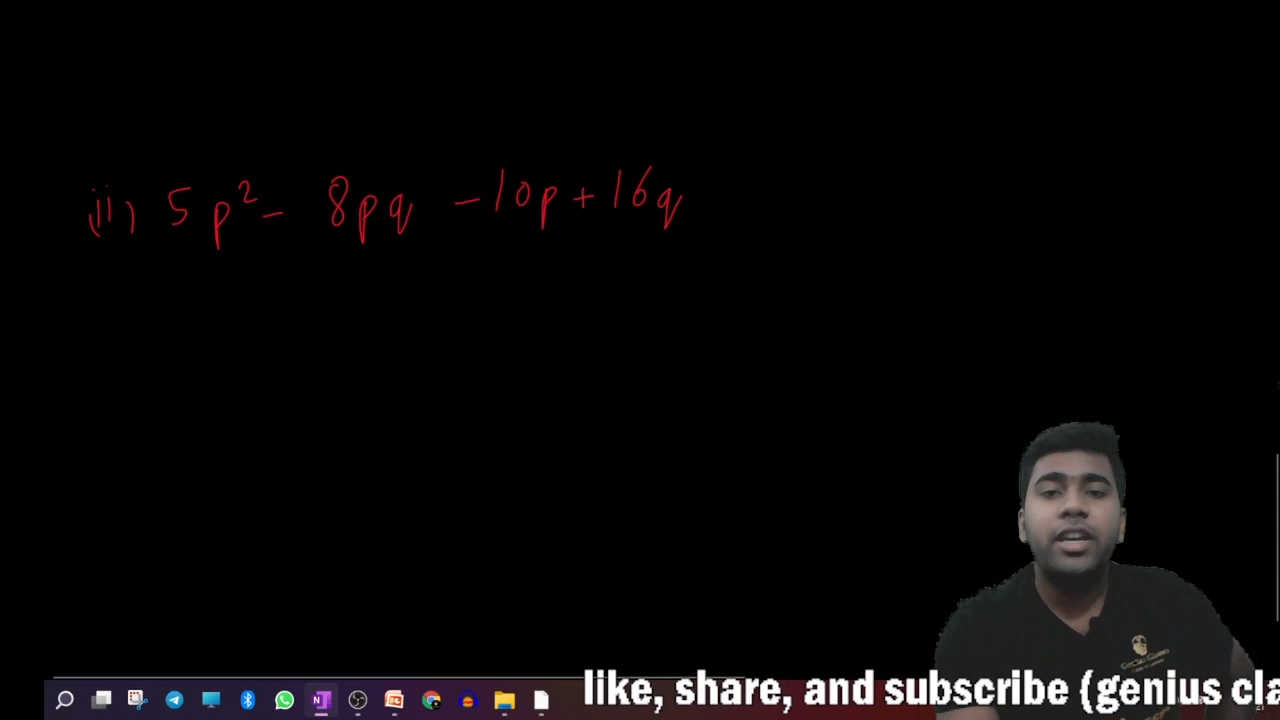 (ii) 5p² - 8pq - 10p + 16q
like, share, and subscribe (genius cla